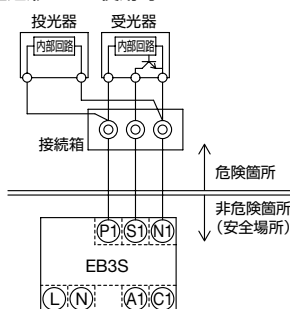 投光器 受光器
内部回路 内部回路
接続箱
危険箇所
非危険箇所
(安全場所)
P1 S1 N1
EB3S
L N A1 C1